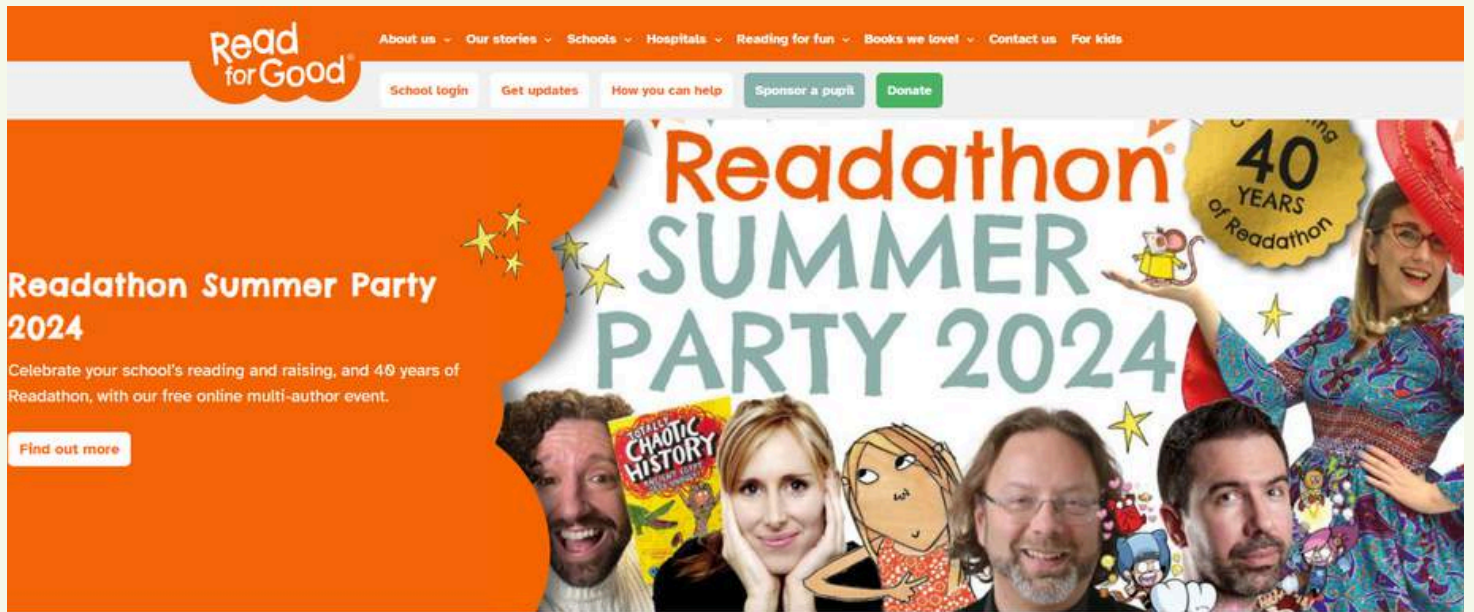 Read
for Good®
About us Our stories Schools Hospitals Reading for fun Books we love! Contact us For kids
School login Get updates How you can help Sponsor a pupil Donate
Readathon Summer Party
2024
Celebrate your school's reading and raising, and 40 years of
Readathon, with our free online multi-author event.
Find out more
Readathon®
SUMMER
PARTY 2024
40
YEARS
of Readathon
TOTALLY
CHAOTIC
HISTORY